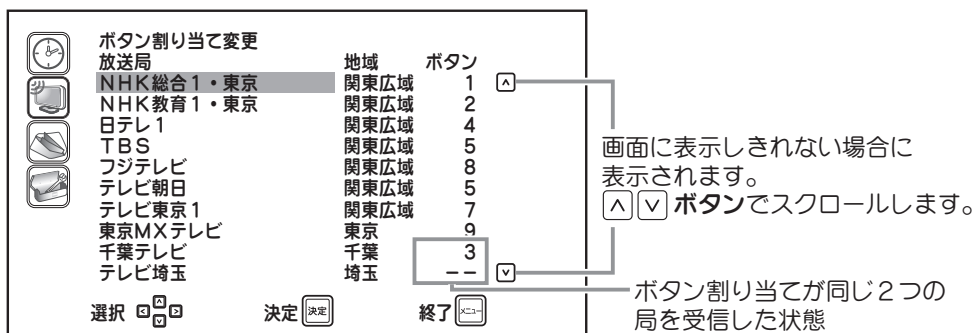 ボタン割り当て変更
放送局 地域 ボタン
NHK総合1・東京 関東広域 1
NHK教育1・東京 関東広域 2
日テレ1 関東広域 4
TBS 関東広域 5
フジテレビ 関東広域 8
テレビ朝日 関東広域 5
テレビ東京1 関東広域 7
東京MXテレビ 東京 9
千葉テレビ 千葉 3
テレビ埼玉 埼玉 --
選択 決定 決定 終了 メニュー
画面に表示しきれない場合に
表示されます。
ボタンでスクロールします。
ボタン割り当てが同じ2つの
局を受信した状態